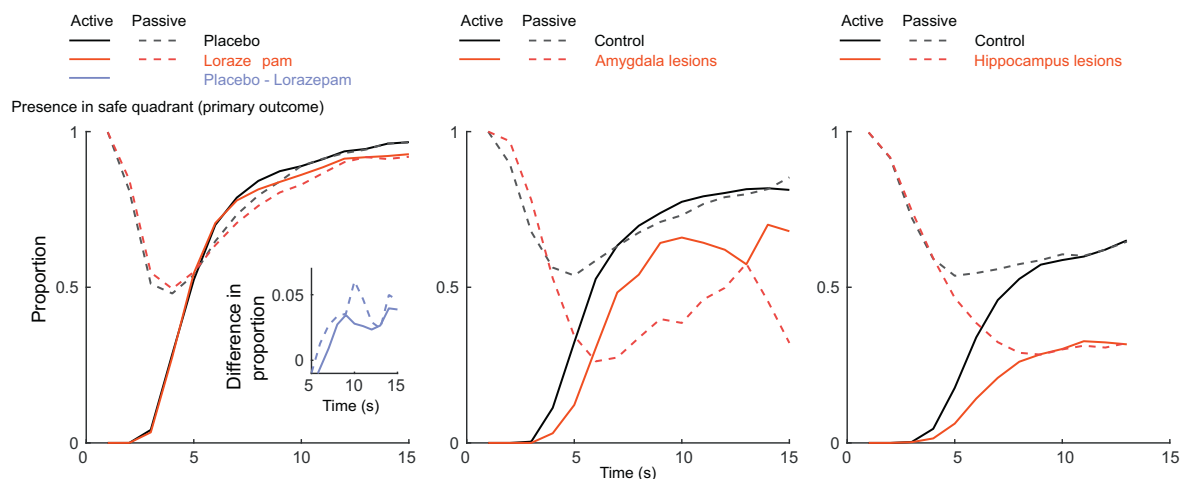 Active Passive
Placebo
Loraze pam
Placebo - Lorazepam
Active Passive
Control
Amygdala lesions
Active Passive
Control
Hippocampus lesions
Presence in safe quadrant (primary outcome)
Proportion
1
0.5
0
0 5 10 15
Difference in
proportion
0.05
0
5 10 15
Time (s)
1
0.5
0
0 5 10 15
Time (s)
1
0.5
0
0 5 10 15